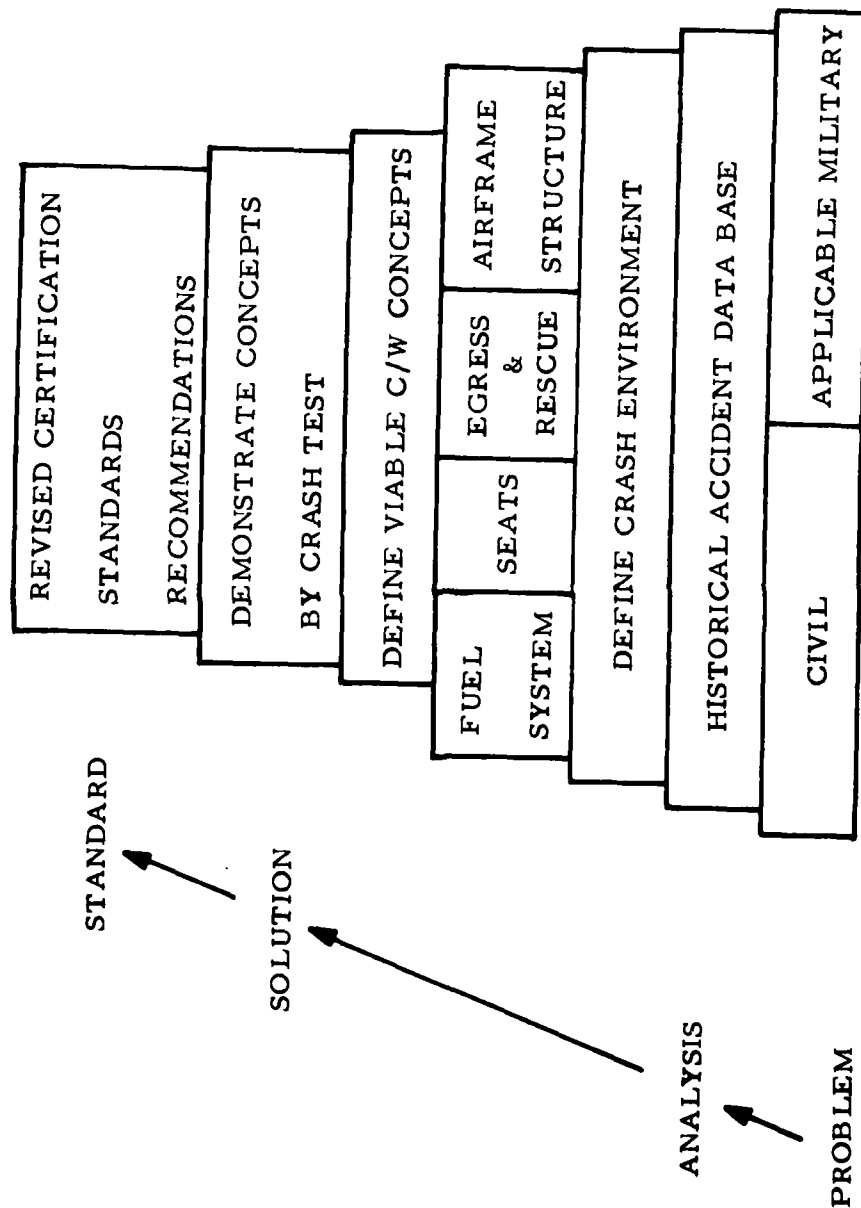 STANDARD
SOLUTION
ANALYSIS
PROBLEM
REVISED CERTIFICATION
STANDARDS
RECOMMENDATIONS
DEMONSTRATE CONCEPTS
BY CRASH TEST
DEFINE VIABLE C/W CONCEPTS
FUEL
SYSTEM
SEATS
EGRESS
&
RESCUE
AIRFRAME
STRUCTURE
DEFINE CRASH ENVIRONMENT
HISTORICAL ACCIDENT DATA BASE
CIVIL
APPLICABLE MILITARY